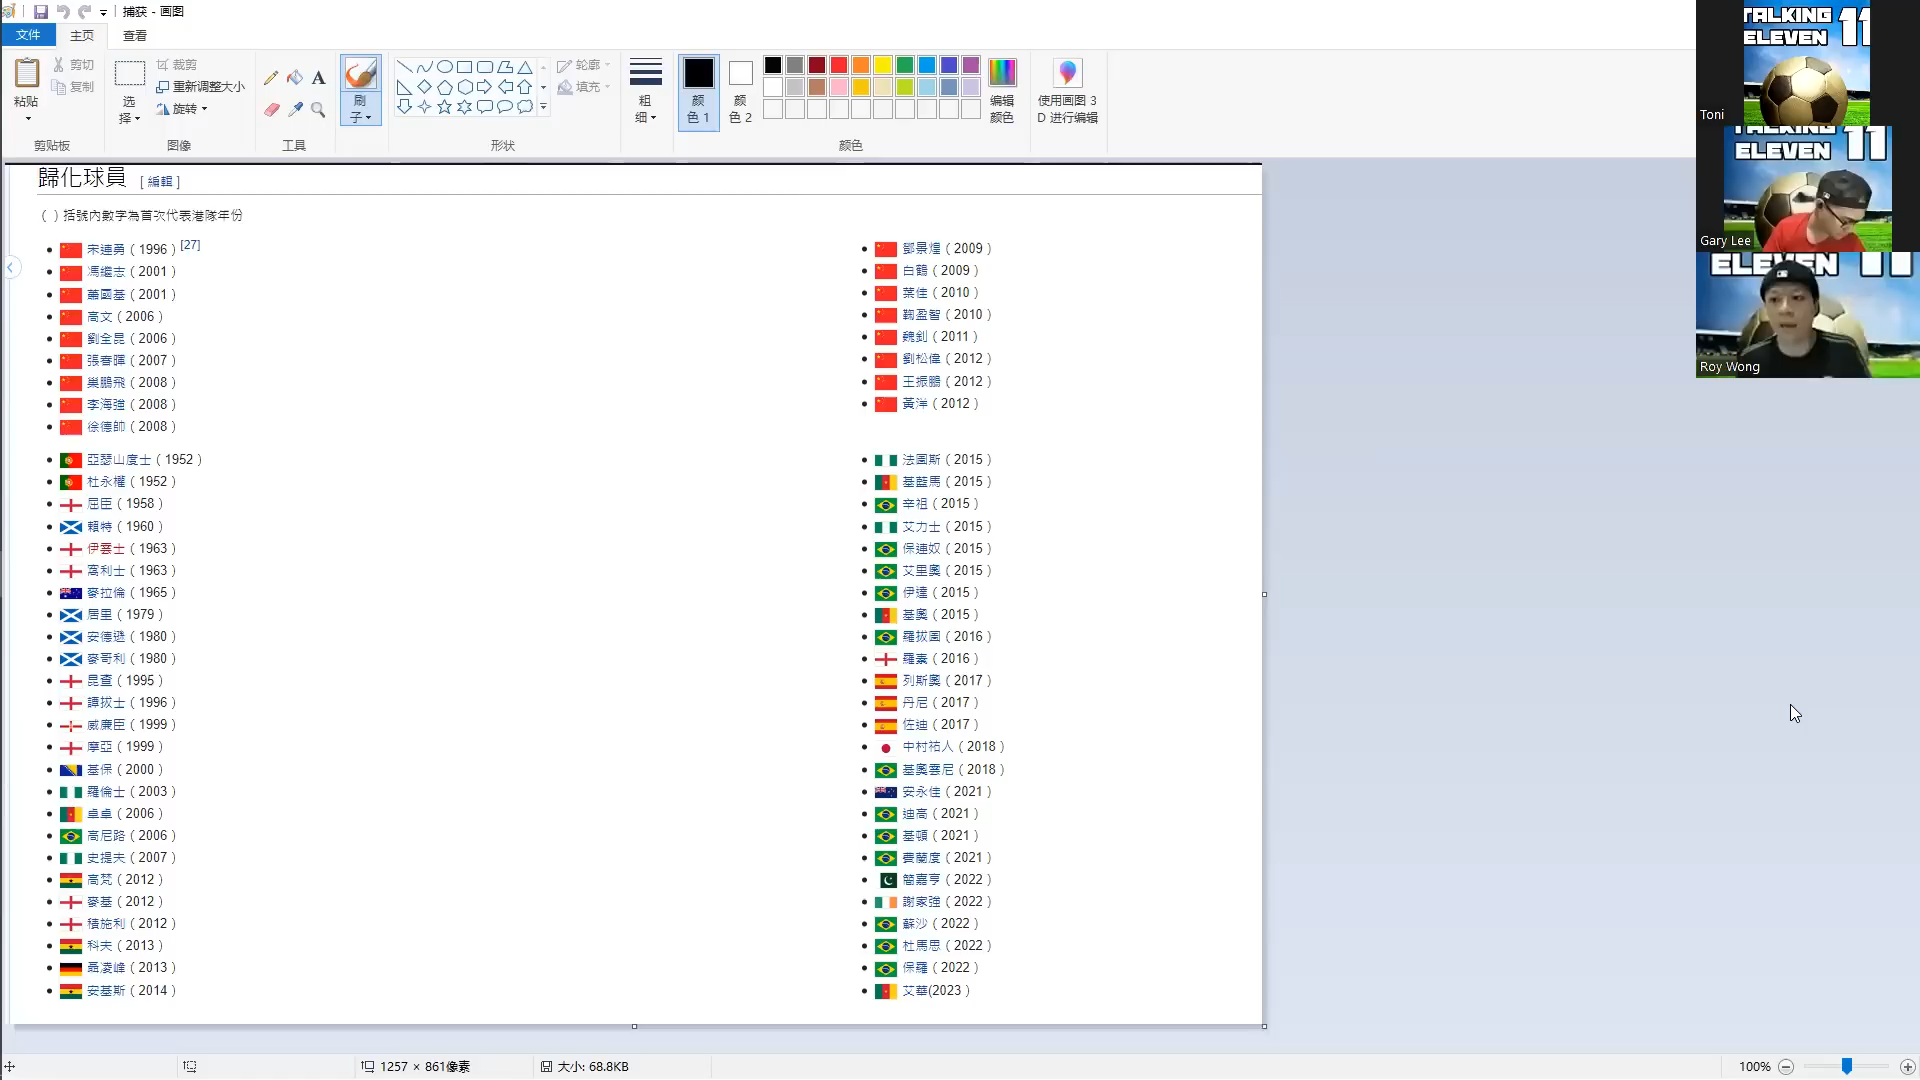 捕获 - 画图
文件 主页 查看
粘贴
剪切
复制
剪贴板
选择
裁剪
重新调整大小
旋转
图像
A
工具
刷子
形状
轮廓
填充
粗细
颜色 1
颜色 2
颜色
编辑颜色
使用画图 3D 进行编辑
歸化球員 [ 編輯 ]
( ) 括號內數字為首次代表港隊年份
宋連勇 ( 1996 ) [27]
馮繼志 ( 2001 )
蕭國基 ( 2001 )
高文 ( 2006 )
劉全昆 ( 2006 )
張春暉 ( 2007 )
巢鵬飛 ( 2008 )
李海強 ( 2008 )
徐德帥 ( 2008 )
鄧景煌 ( 2009 )
白鶴 ( 2009 )
葉佳 ( 2010 )
鞠盈智 ( 2010 )
魏釗 ( 2011 )
劉松偉 ( 2012 )
王振鵬 ( 2012 )
黃洋 ( 2012 )
亞瑟山度士 ( 1952 )
杜永權 ( 1952 )
屈臣 ( 1958 )
賴特 ( 1960 )
伊雲士 ( 1963 )
窩利士 ( 1963 )
麥拉倫 ( 1965 )
居里 ( 1979 )
安德遜 ( 1980 )
麥哥利 ( 1980 )
昆查 ( 1995 )
譚拔士 ( 1996 )
威廉臣 ( 1999 )
摩亞 ( 1999 )
基保 ( 2000 )
羅倫士 ( 2003 )
卓卓 ( 2006 )
高尼路 ( 2006 )
史提夫 ( 2007 )
高梵 ( 2012 )
麥基 ( 2012 )
積施利 ( 2012 )
科夫 ( 2013 )
聶凌峰 ( 2013 )
安基斯 ( 2014 )
法圖斯 ( 2015 )
基藍馬 ( 2015 )
辛祖 ( 2015 )
艾力士 ( 2015 )
保連奴 ( 2015 )
艾里奧 ( 2015 )
伊達 ( 2015 )
基奧 ( 2015 )
羅拔圖 ( 2016 )
羅素 ( 2016 )
列斯奧 ( 2017 )
丹尼 ( 2017 )
佐迪 ( 2017 )
中村祐人 ( 2018 )
基奧雲尼 ( 2018 )
安永佳 ( 2021 )
迪高 ( 2021 )
基頓 ( 2021 )
費蘭度 ( 2021 )
簡嘉亨 ( 2022 )
謝家強 ( 2022 )
蘇沙 ( 2022 )
杜馬思 ( 2022 )
保羅 ( 2022 )
艾華(2023 )
TALKING 11
ELEVEN
Toni
TALKING 11
ELEVEN
Gary Lee
ELEVEN 11
Roy Wong
1257 × 861像素
大小: 68.8KB
100%